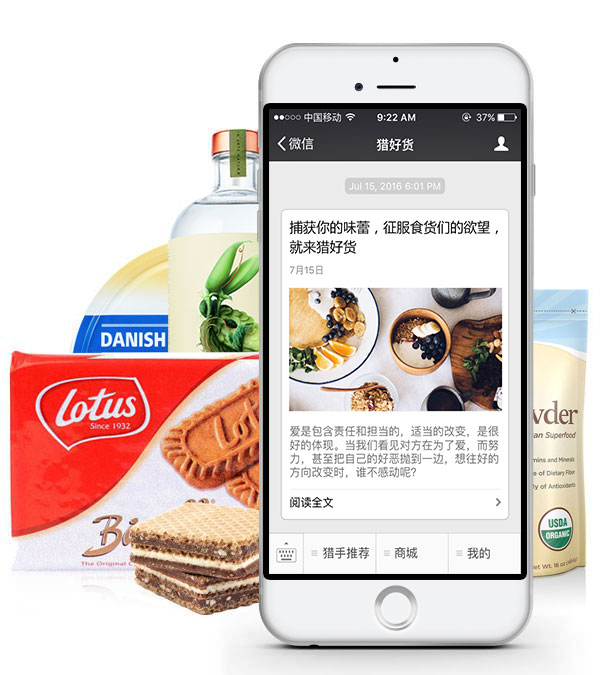 中国移动
9:22 AM
37%
微信
猎好货
Jul 15, 2016 6:01 PM
捕获你的味蕾，征服食货们的欲望，
就来猎好货
7月15日
爱是包含责任和担当的，适当的改变，是很
好的体现。当我们看见对方在为了爱，而努
力，甚至把自己的好恶抛到一边，想往好的
方向改变时，谁不感动呢?
阅读全文
猎手推荐
商城
我的
DANISH
Lotus
Since 1932
Bi
The Original C
wder
an Superfood
mins and Minerals
e of Dietary Fiber
ly of Antioxidants
USDA
ORGANIC